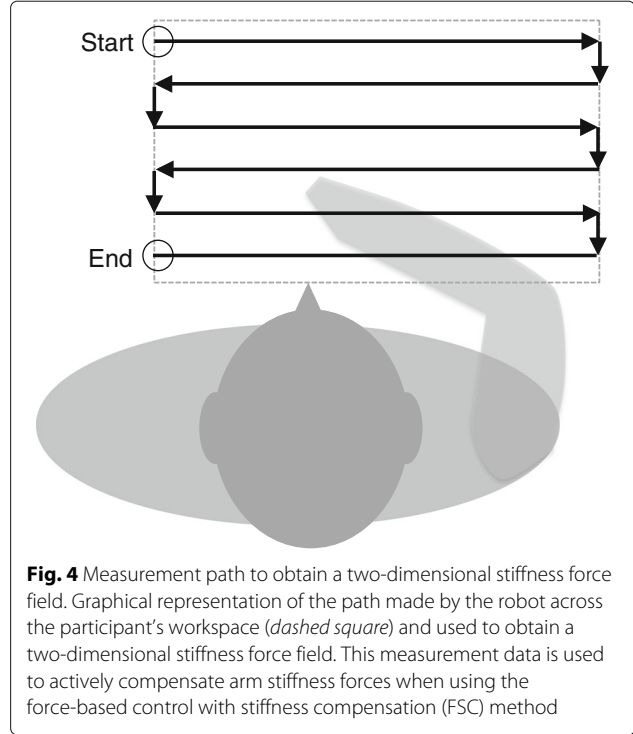 Start
End
Fig. 4 Measurement path to obtain a two-dimensional stiffness force
field. Graphical representation of the path made by the robot across
the participant's workspace (dashed square) and used to obtain a
two-dimensional stiffness force field. This measurement data is used
to actively compensate arm stiffness forces when using the
force-based control with stiffness compensation (FSC) method